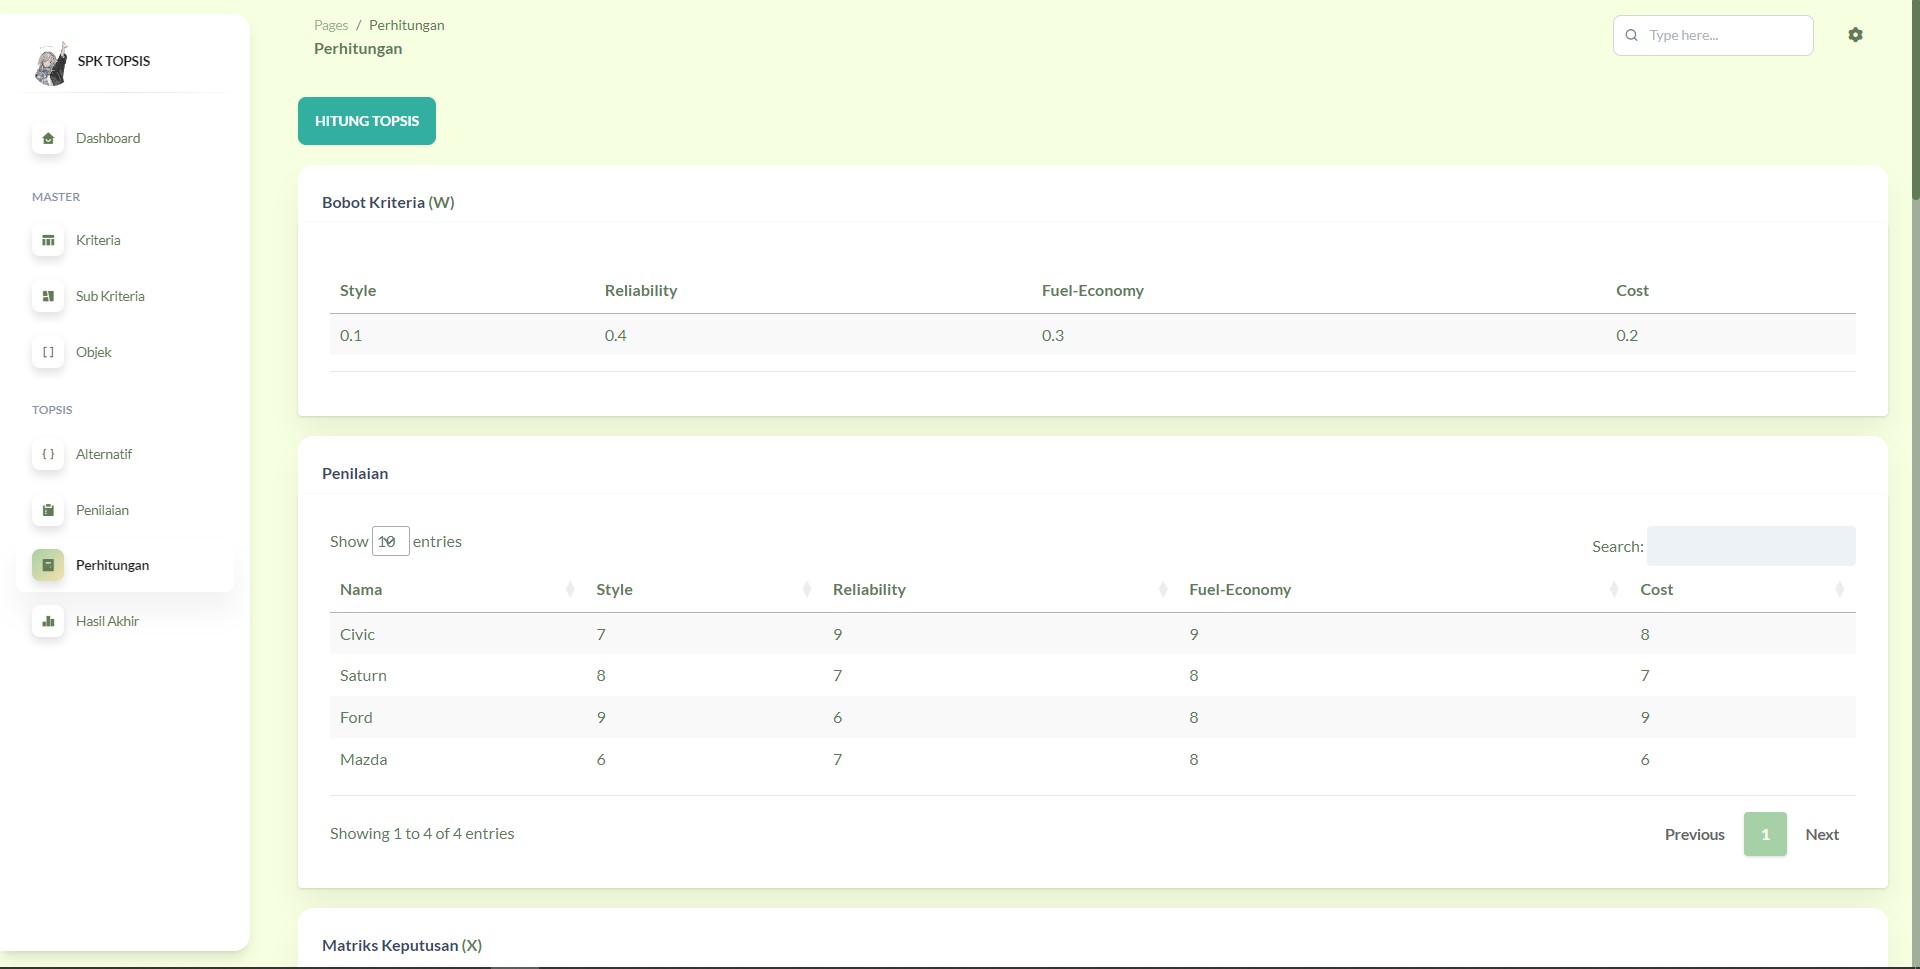 SPK TOPSIS
Dashboard
MASTER
Kriteria
Sub Kriteria
Objek
TOPSIS
Alternatif
Penilaian
Perhitungan
Hasil Akhir
Pages / Perhitungan
Perhitungan
Type here...
HITUNG TOPSIS
Bobot Kriteria (W)
Style Reliability Fuel-Economy Cost
0.1 0.4 0.3 0.2
Penilaian
Show 10 entries
Search:
Nama Style Reliability Fuel-Economy Cost
Civic 7 9 9 8
Saturn 8 7 8 7
Ford 9 6 8 9
Mazda 6 7 8 6
Showing 1 to 4 of 4 entries
Previous 1 Next
Matriks Keputusan (X)